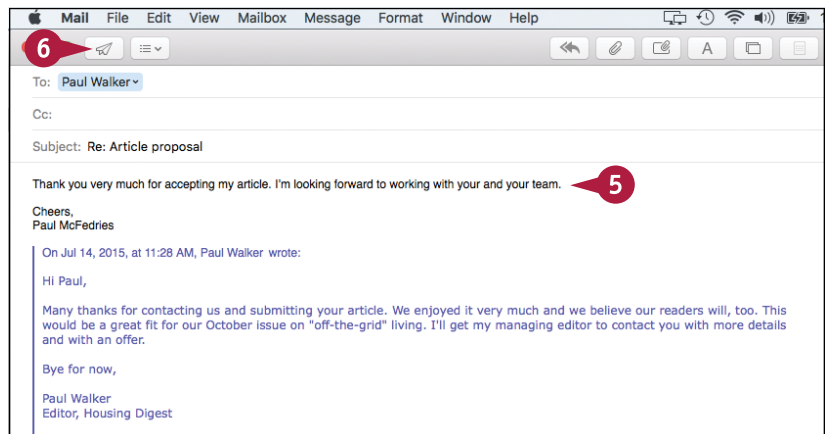 Mail File Edit View Mailbox Message Format Window Help
6
A
To: Paul Walker
Cc:
Subject: Re: Article proposal
Thank you very much for accepting my article. I'm looking forward to working with your and your team.
5
Cheers,
Paul McFedries
On Jul 14, 2015, at 11:28 AM, Paul Walker wrote:
Hi Paul,
Many thanks for contacting us and submitting your article. We enjoyed it very much and we believe our readers will, too. This
would be a great fit for our October issue on "off-the-grid" living. I'll get my managing editor to contact you with more details
and with an offer.
Bye for now,
Paul Walker
Editor, Housing Digest